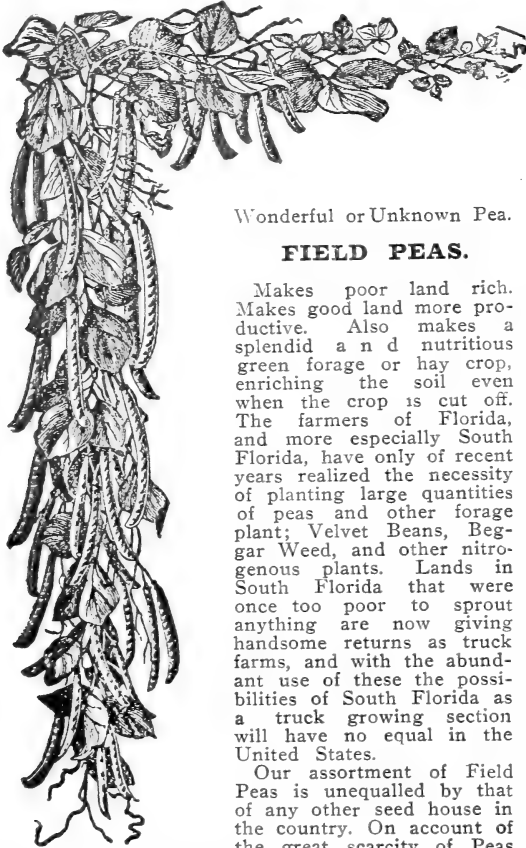 Wonderful or Unknown Pea.
FIELD PEAS.
Makes poor land rich.
Makes good land more pro-
ductive. Also makes a
splendid and nutritious
green forage or hay crop,
enriching the soil even
when the crop is cut off.
The farmers of Florida,
and more especially South
Florida, have only of recent
years realized the necessity
of planting large quantities
of peas and other forage
plant; Velvet Beans, Beg-
gar Weed, and other nitro-
genous plants. Lands in
South Florida that were
once too poor to sprout
anything are now giving
handsome returns as truck
farms, and with the abund-
ant use of these the possi-
bilities of South Florida as
a truck growing section
will have no equal in the
United States.
Our assortment of Field
Peas is unequalled by that
of any other seed house in
the country. On account of
the great scarcity of Peas